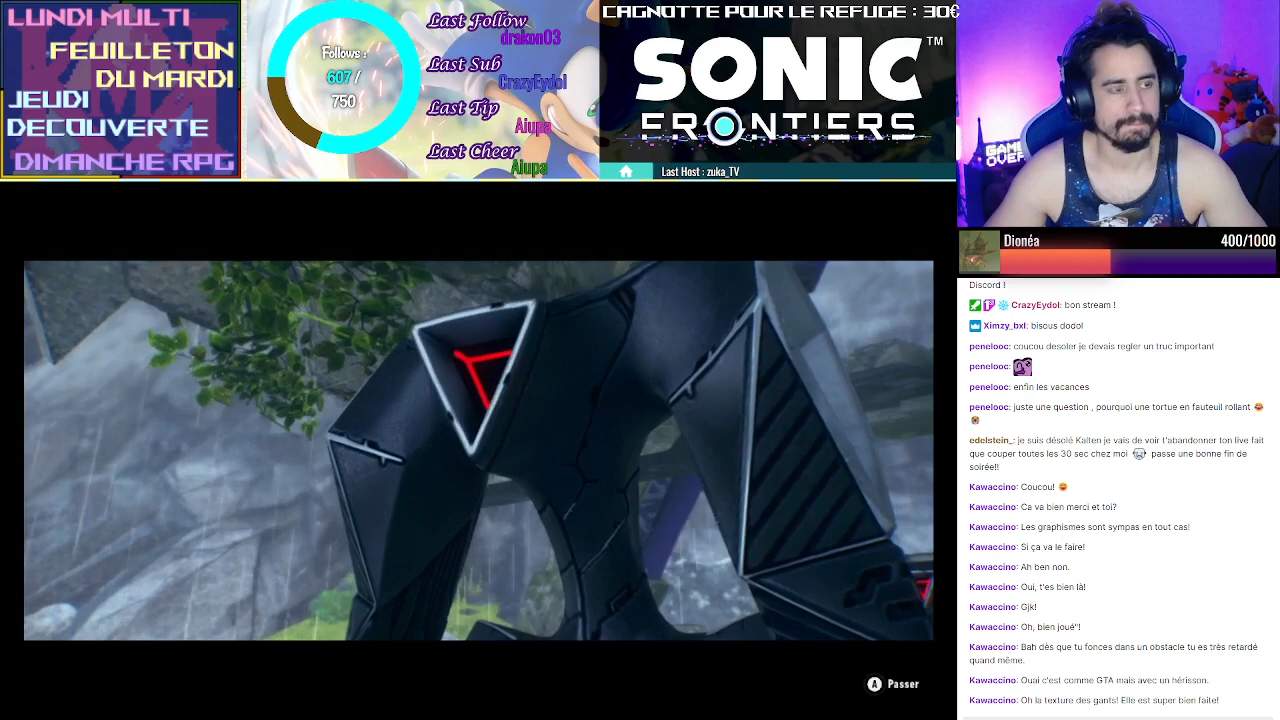 LUNDI MULTI
FEUILLETON
DU MARDI
JEUDI
DECOUVERTE
DIMANCHE RPG
Follows :
607 /
750
Last Follow
drakon03
Last Sub
CrazyEydol
Last Tip
Aiupa
Last Cheer
Aiupa
CAGNOTTE POUR LE REFUGE : 30€
SONIC™
FRONTIERS
Last Host : zuka_TV
GAME
OVER
Dionéa 400/1000
Discord !
CrazyEydol: bon stream !
Ximzy_bxl: bisous dodol
penelooc: coucou desoler je devais regler un truc important
penelooc:
penelooc: enfin les vacances
penelooc: juste une question , pourquoi une tortue en fauteuil rollant
edelstein_: je suis désolé Kalten je vais de voir t'abandonner ton live fait
que couper toutes les 30 sec chez moi passe une bonne fin de
soirée!!
Kawaccino: Coucou!
Kawaccino: Ca va bien merci et toi?
Kawaccino: Les graphismes sont sympas en tout cas!
Kawaccino: Si ça va le faire!
Kawaccino: Ah ben non.
Kawaccino: Oui, t'es bien là!
Kawaccino: Gjk!
Kawaccino: Oh, bien joué"!
Kawaccino: Bah dès que tu fonces dans un obstacle tu es très retardé
quand même.
Kawaccino: Ouai c'est comme GTA mais avec un hérisson.
Kawaccino: Oh la texture des gants! Elle est super bien faite!
A Passer